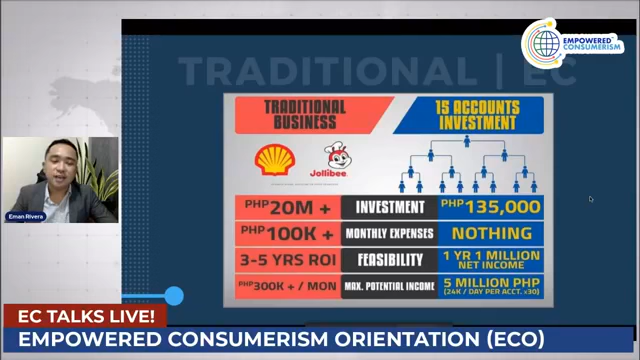 EMPOWERED
CONSUMERISM
TRADITIONAL | EC
TRADITIONAL
BUSINESS
15 ACCOUNTS
INVESTMENT
Jollibee
PHP20M +
INVESTMENT
PHP135,000
PHP100K +
MONTHLY EXPENSES
NOTHING
3-5 YRS ROI
FEASIBILITY
1 YR 1 MILLION
NET INCOME
PHP300K + / MON
MAX. POTENTIAL INCOME
5 MILLION PHP
(24K / DAY PER ACCT. x30)
Eman Rivera
EC TALKS LIVE!
EMPOWERED CONSUMERISM ORIENTATION (ECO)